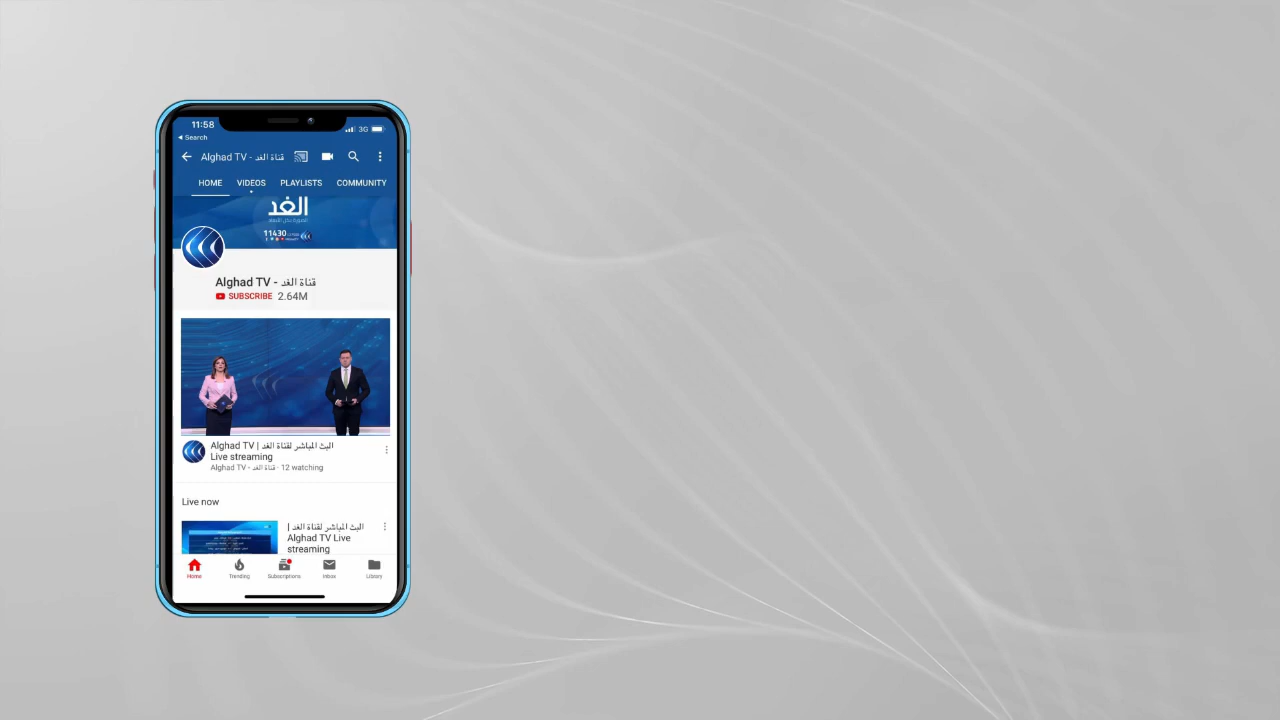 11:58
3G
Search
Alghad TV - قناة الغد
HOME VIDEOS PLAYLISTS COMMUNITY
الغد
11430
Alghad TV - قناة الغد
SUBSCRIBE 2.64M
البث المباشر لقناة الغد | Alghad TV
Live streaming
Alghad TV - قناة الغد · 12 watching
Live now
البث المباشر لقناة الغد |
Alghad TV Live
streaming
Home Trending Subscriptions Inbox Library